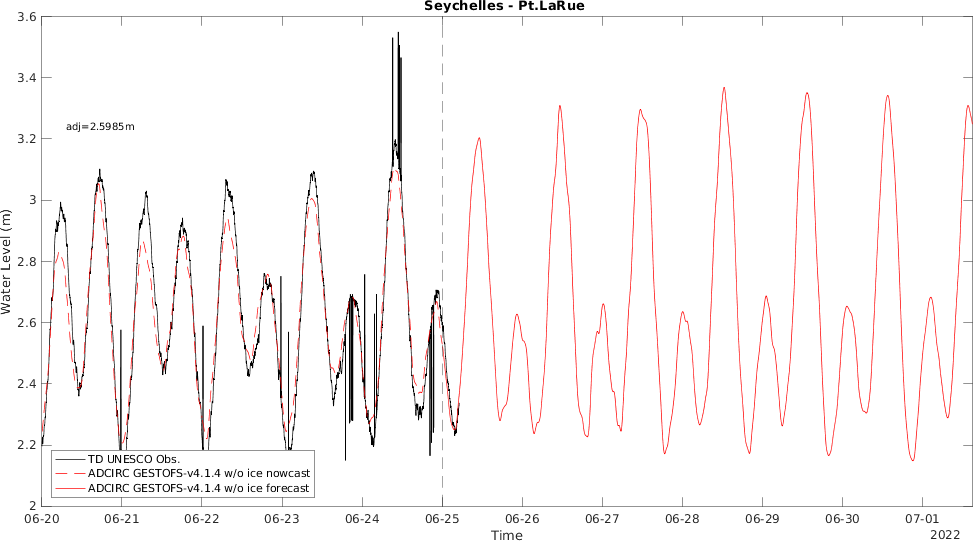 Seychelles - Pt.LaRue
3.6
3.4
3.2
3
2.8
2.6
2.4
2.2
2
Water Level (m)
adj=2.5985m
TD UNESCO Obs.
ADCIRC GESTOFS-v4.1.4 w/o ice nowcast
ADCIRC GESTOFS-v4.1.4 w/o ice forecast
06-20 06-21 06-22 06-23 06-24 06-25 06-26 06-27 06-28 06-29 06-30 07-01
Time
2022